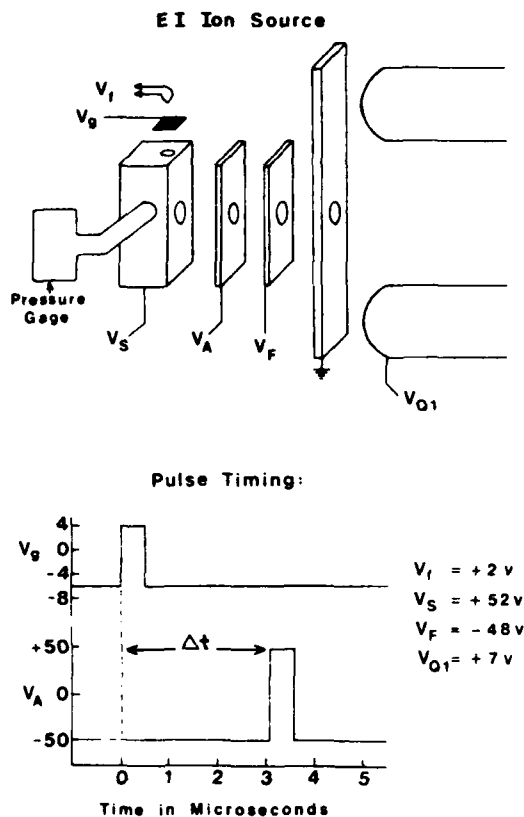 EI Ion Source
Vf
Vg
Pressure
Gage
VS
VA
VF
VQ1
Pulse Timing:
4
Vg 0
-4
-8
+50
VA 0
-50
Δt
Vf = +2 v
VS = +52 v
VF = -48 v
VQ1 = +7 v
0 1 2 3 4 5
Time in Microseconds